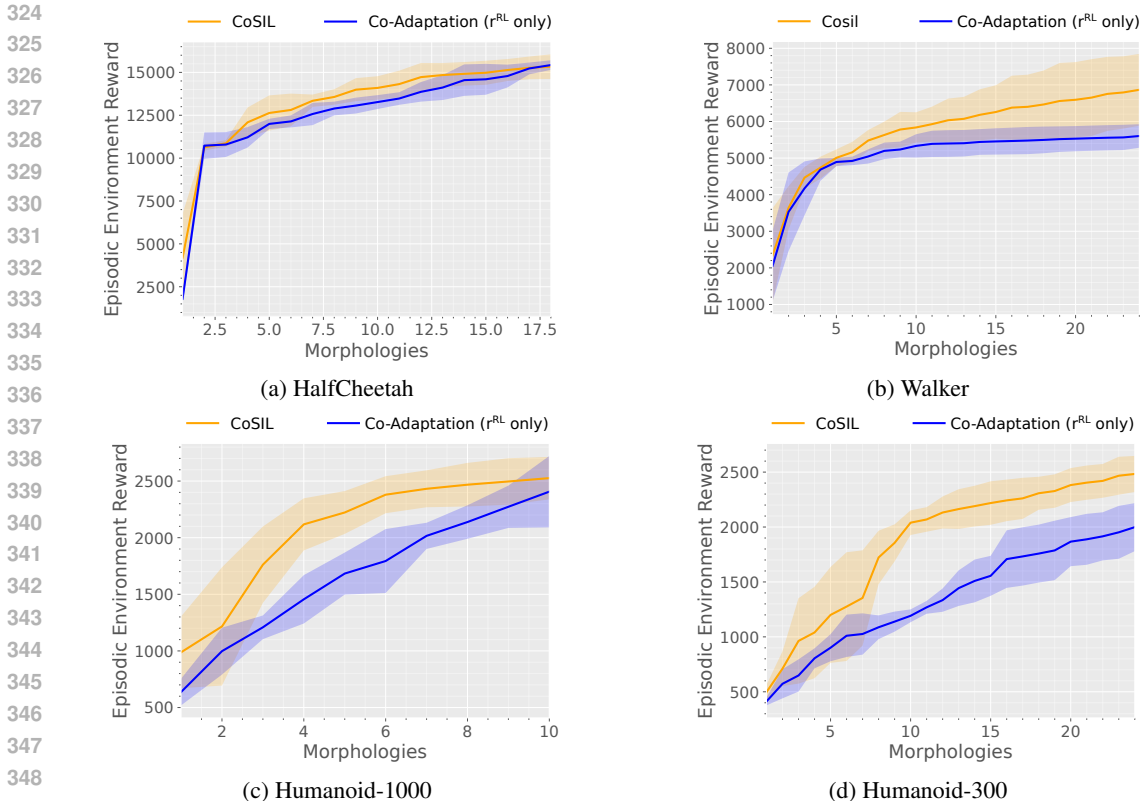 324
325
326
327
328
329
330
331
332
333
334
335
336
337
338
339
340
341
342
343
344
345
346
347
348
CoSIL Co-Adaptation (rRL only)
Episodic Environment Reward
15000
12500
10000
7500
5000
2500
2.5 5.0 7.5 10.0 12.5 15.0 17.5
Morphologies
(a) HalfCheetah
Cosil Co-Adaptation (rRL only)
Episodic Environment Reward
8000
7000
6000
5000
4000
3000
2000
1000
5 10 15 20
Morphologies
(b) Walker
CoSIL Co-Adaptation (rRL only)
Episodic Environment Reward
2500
2000
1500
1000
500
2 4 6 8 10
Morphologies
(c) Humanoid-1000
CoSIL Co-Adaptation (rRL only)
Episodic Environment Reward
2500
2000
1500
1000
500
5 10 15 20
Morphologies
(d) Humanoid-300